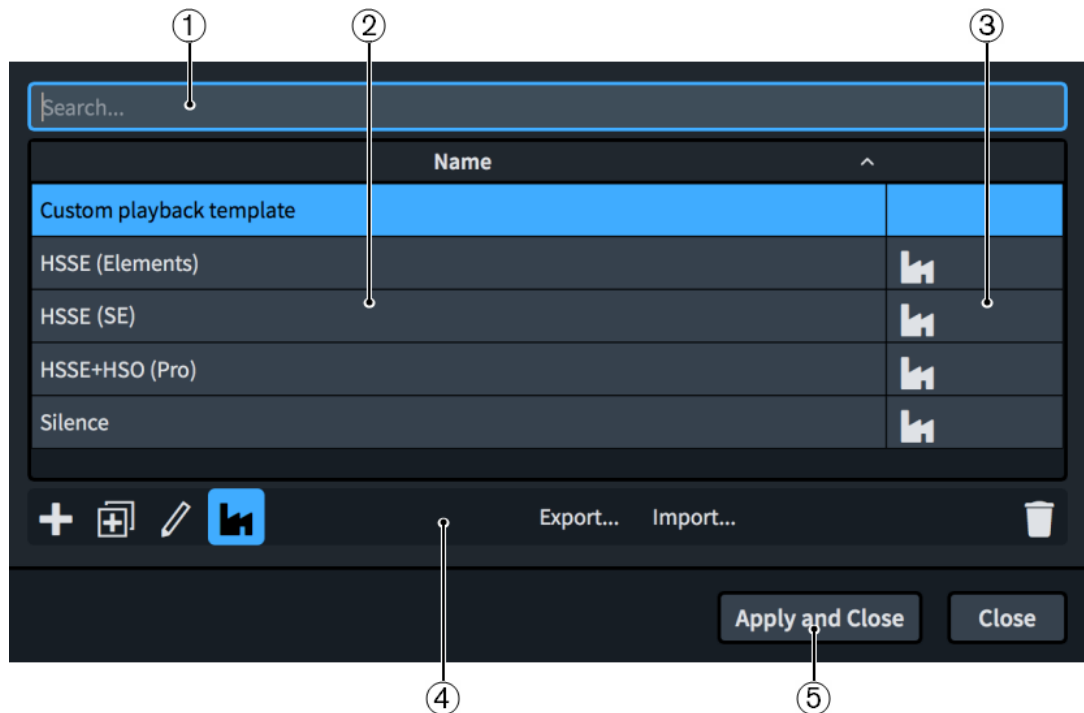 ① ② ③
Search...
Name
Custom playback template
HSSE (Elements)
HSSE (SE)
HSSE+HSO (Pro)
Silence
Export... Import...
Apply and Close Close
④ ⑤